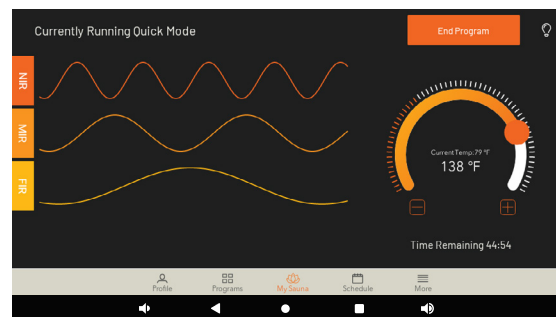 Currently Running Quick Mode
End Program
NIR
MIR
FIR
Current Temp: 79 °F
138 °F
Time Remaining 44:54
Profile
Programs
My Sauna
Schedule
More